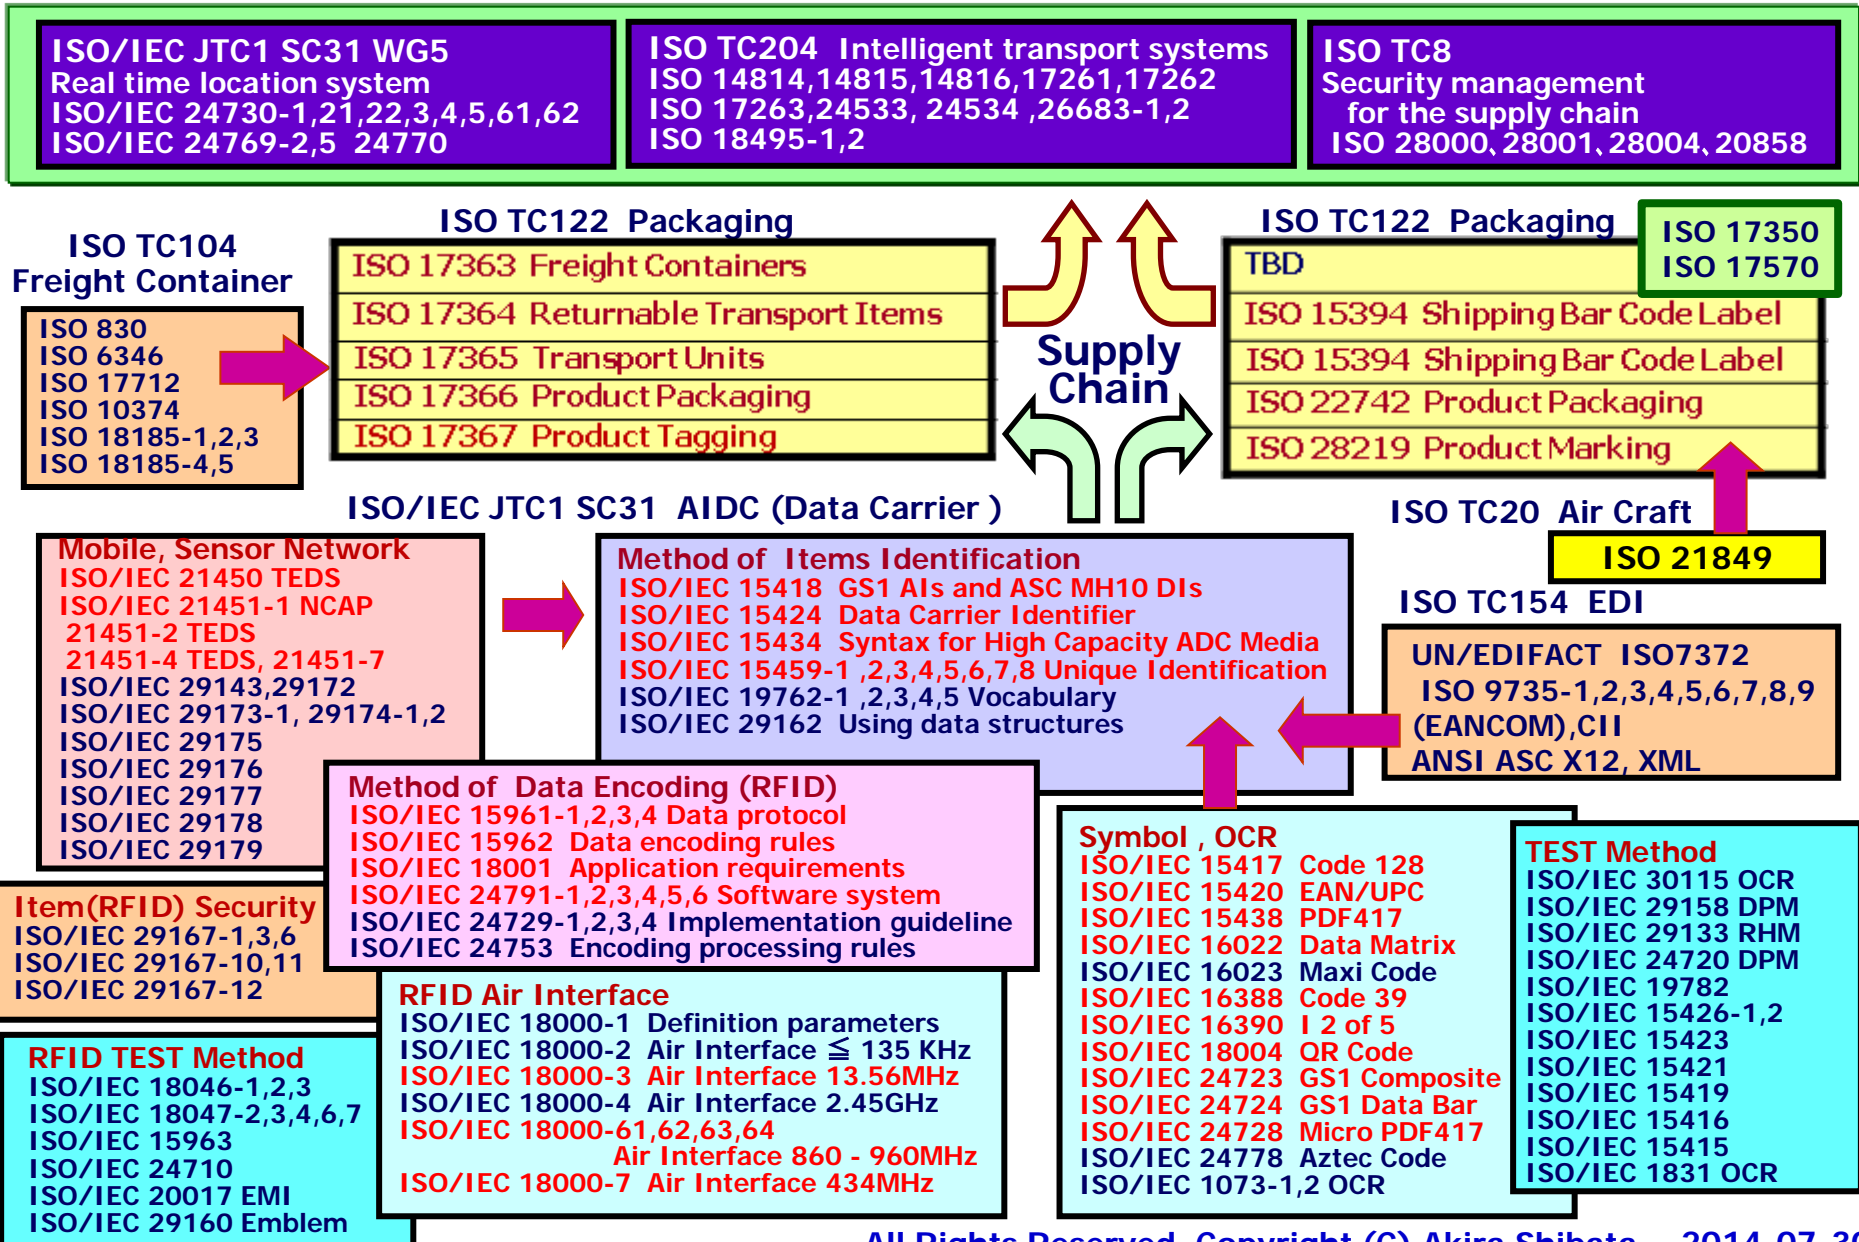 ISO/IEC JTC1 SC31 WG5
Real time location system
ISO/IEC 24730-1,21,22,3,4,5,61,62
ISO/IEC 24769-2,5 24770
ISO TC204 Intelligent transport systems
ISO 14814,14815,14816,17261,17262
ISO 17263,24533, 24534 ,26683-1,2
ISO 18495-1,2
ISO TC8
Security management
for the supply chain
ISO 28000、28001、28004、20858
ISO TC104
Freight Container
ISO 830
ISO 6346
ISO 17712
ISO 10374
ISO 18185-1,2,3
ISO 18185-4,5
ISO TC122 Packaging
ISO 17363 Freight Containers
ISO 17364 Returnable Transport Items
ISO 17365 Transport Units
ISO 17366 Product Packaging
ISO 17367 Product Tagging
Supply
Chain
ISO TC122 Packaging
ISO 17350
ISO 17570
TBD
ISO 15394 Shipping Bar Code Label
ISO 15394 Shipping Bar Code Label
ISO 22742 Product Packaging
ISO 28219 Product Marking
ISO TC20 Air Craft
ISO 21849
ISO/IEC JTC1 SC31 AIDC (Data Carrier )
Mobile, Sensor Network
ISO/IEC 21450 TEDS
ISO/IEC 21451-1 NCAP
21451-2 TEDS
21451-4 TEDS, 21451-7
ISO/IEC 29143,29172
ISO/IEC 29173-1, 29174-1,2
ISO/IEC 29175
ISO/IEC 29176
ISO/IEC 29177
ISO/IEC 29178
ISO/IEC 29179
Method of Items Identification
ISO/IEC 15418 GS1 AIs and ASC MH10 DIs
ISO/IEC 15424 Data Carrier Identifier
ISO/IEC 15434 Syntax for High Capacity ADC Media
ISO/IEC 15459-1 ,2,3,4,5,6,7,8 Unique Identification
ISO/IEC 19762-1 ,2,3,4,5 Vocabulary
ISO/IEC 29162 Using data structures
ISO TC154 EDI
UN/EDIFACT ISO7372
ISO 9735-1,2,3,4,5,6,7,8,9
(EANCOM),CII
ANSI ASC X12, XML
Method of Data Encoding (RFID)
ISO/IEC 15961-1,2,3,4 Data protocol
ISO/IEC 15962 Data encoding rules
ISO/IEC 18001 Application requirements
ISO/IEC 24791-1,2,3,4,5,6 Software system
ISO/IEC 24729-1,2,3,4 Implementation guideline
ISO/IEC 24753 Encoding processing rules
Item(RFID) Security
ISO/IEC 29167-1,3,6
ISO/IEC 29167-10,11
ISO/IEC 29167-12
RFID TEST Method
ISO/IEC 18046-1,2,3
ISO/IEC 18047-2,3,4,6,7
ISO/IEC 15963
ISO/IEC 24710
ISO/IEC 20017 EMI
ISO/IEC 29160 Emblem
RFID Air Interface
ISO/IEC 18000-1 Definition parameters
ISO/IEC 18000-2 Air Interface ≦ 135 KHz
ISO/IEC 18000-3 Air Interface 13.56MHz
ISO/IEC 18000-4 Air Interface 2.45GHz
ISO/IEC 18000-61,62,63,64
Air Interface 860 - 960MHz
ISO/IEC 18000-7 Air Interface 434MHz
Symbol , OCR
ISO/IEC 15417 Code 128
ISO/IEC 15420 EAN/UPC
ISO/IEC 15438 PDF417
ISO/IEC 16022 Data Matrix
ISO/IEC 16023 Maxi Code
ISO/IEC 16388 Code 39
ISO/IEC 16390 I 2 of 5
ISO/IEC 18004 QR Code
ISO/IEC 24723 GS1 Composite
ISO/IEC 24724 GS1 Data Bar
ISO/IEC 24728 Micro PDF417
ISO/IEC 24778 Aztec Code
ISO/IEC 1073-1,2 OCR
TEST Method
ISO/IEC 30115 OCR
ISO/IEC 29158 DPM
ISO/IEC 29133 RHM
ISO/IEC 24720 DPM
ISO/IEC 19782
ISO/IEC 15426-1,2
ISO/IEC 15423
ISO/IEC 15421
ISO/IEC 15419
ISO/IEC 15416
ISO/IEC 15415
ISO/IEC 1831 OCR
All Rights Reserved, Copyright (C) Akira Shibata 2014-07-30